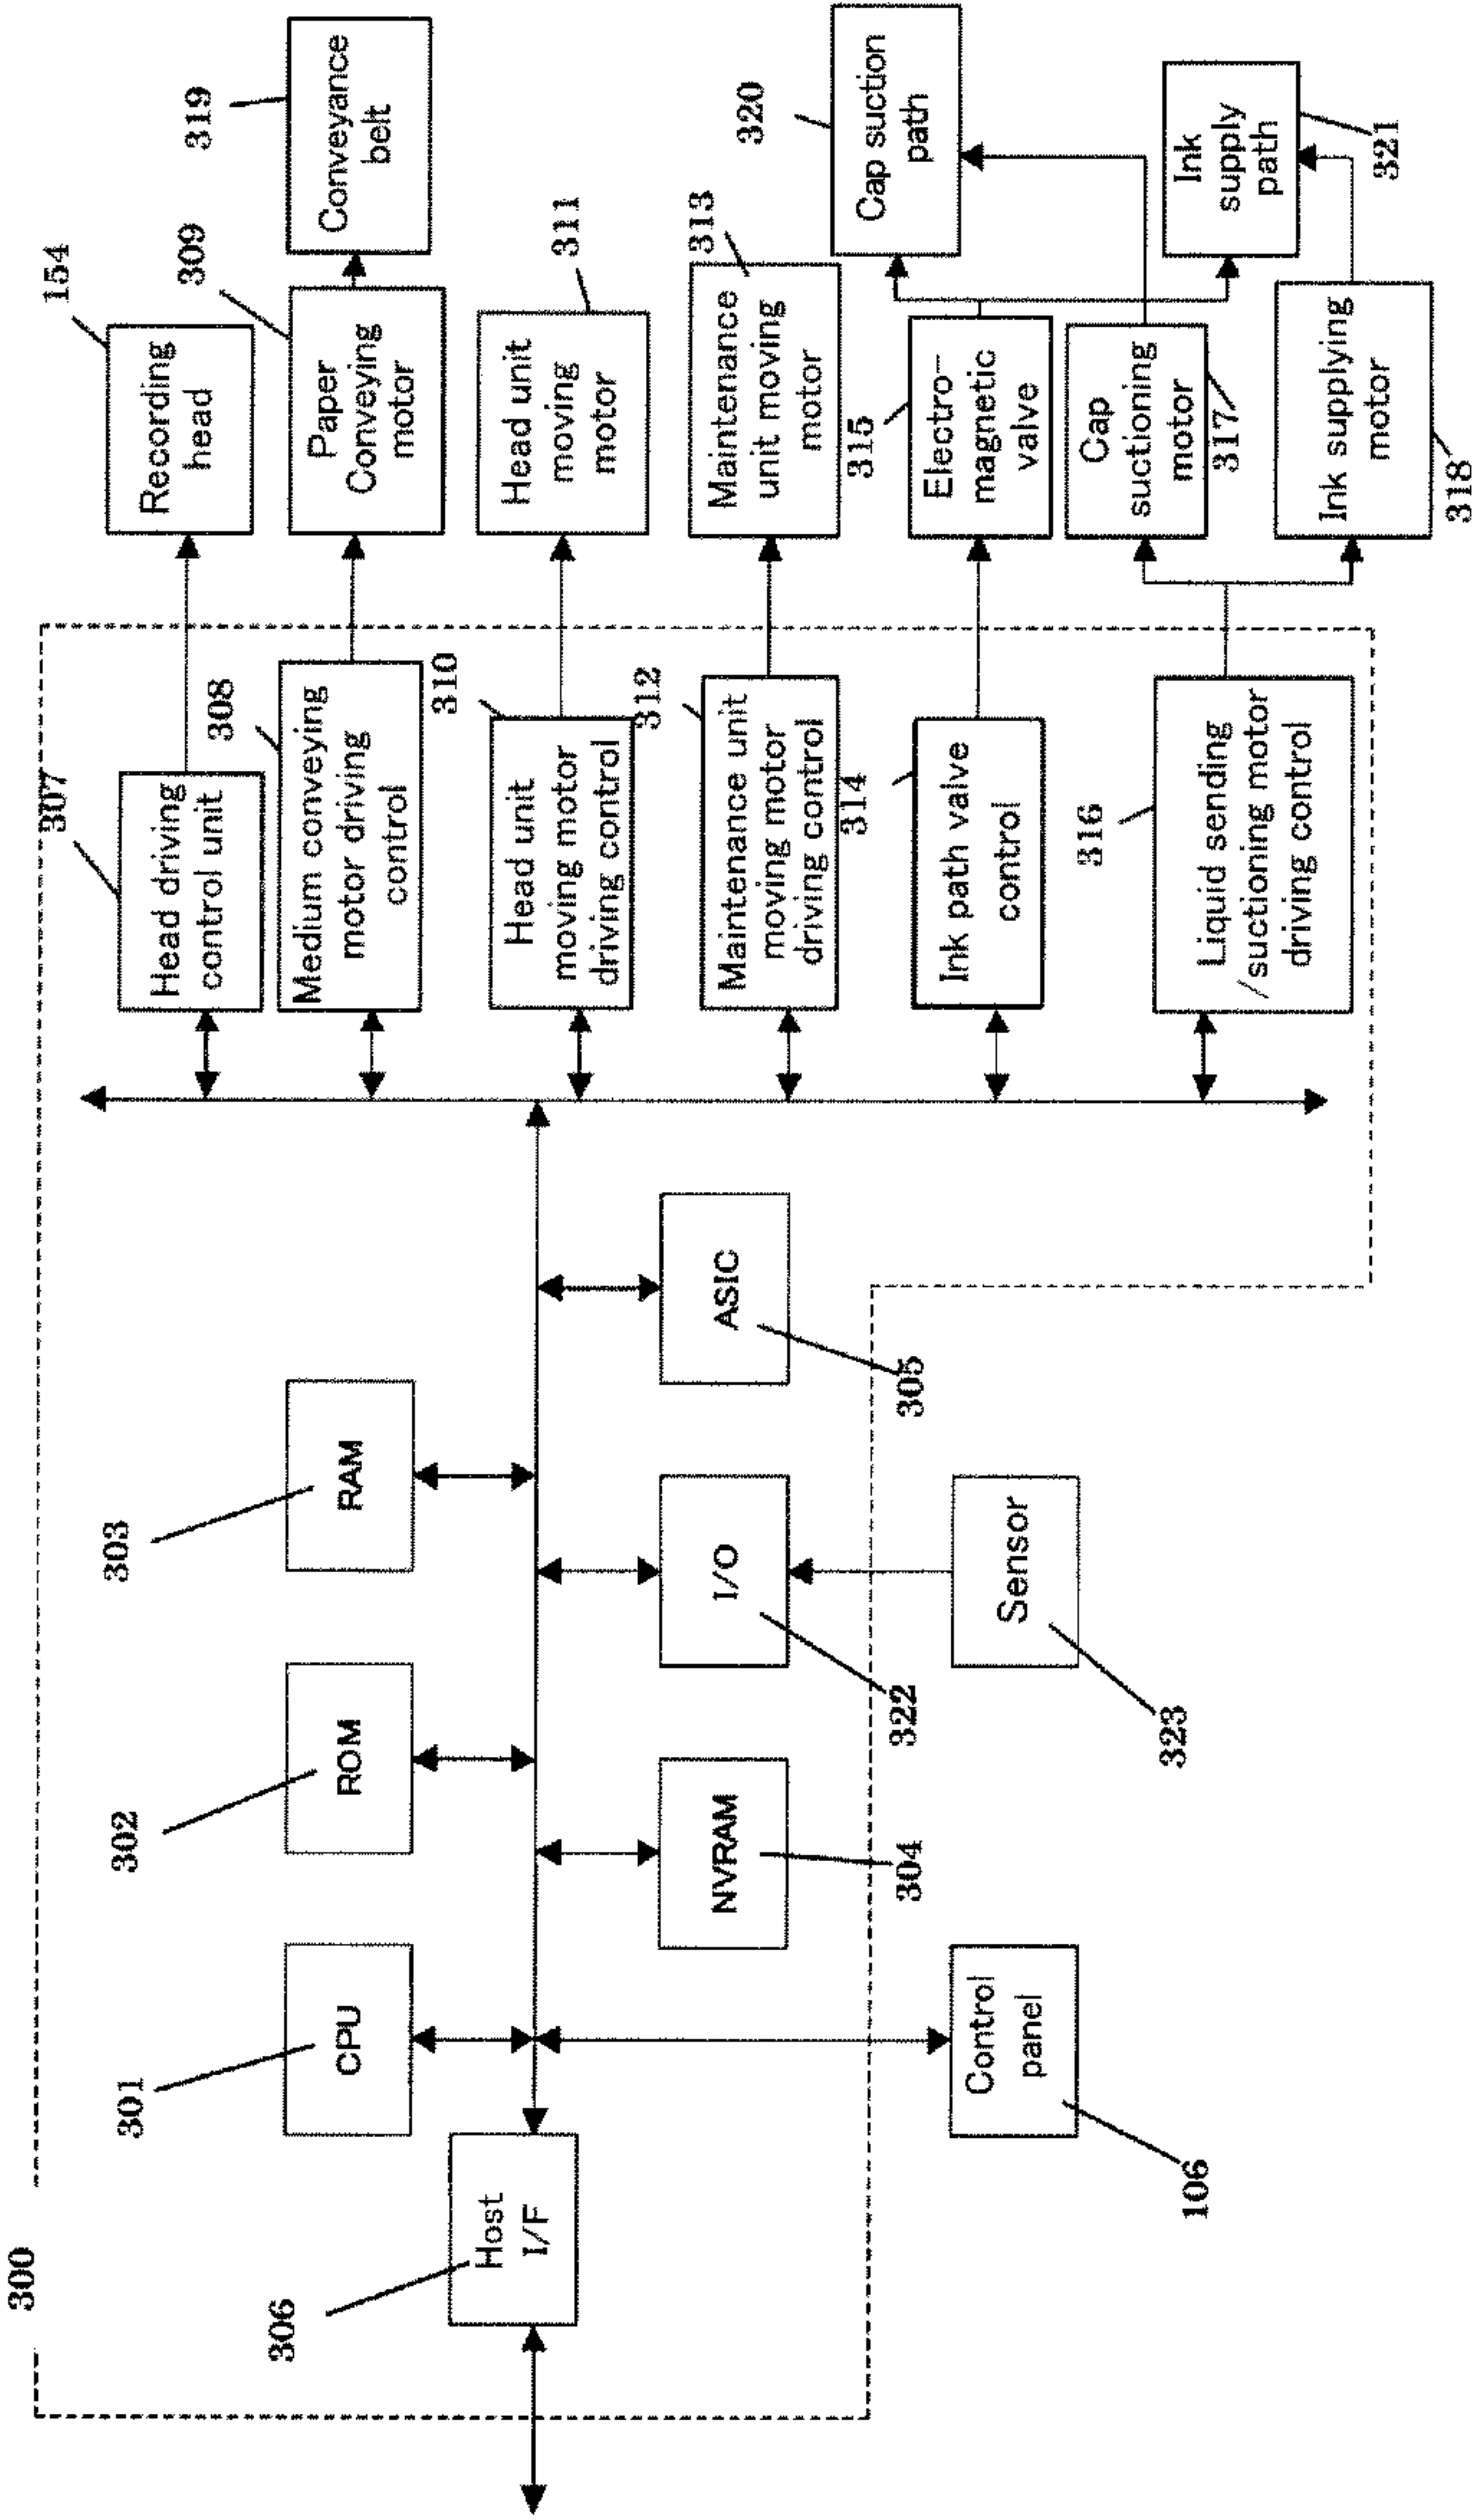 300
306
Host
I/F
301
CPU
302
ROM
303
RAM
NVRAM
304
I/O
322
ASIC
305
Control
panel
106
Sensor
323
307
Head driving
control unit
154
Recording
head
308
Medium conveying
motor driving
control
309
Paper
Conveying
motor
319
Conveyance
belt
310
Head unit
moving motor
driving control
311
Head unit
moving
motor
312
Maintenance unit
moving motor
driving control
313
Maintenance
unit moving
motor
314
Ink path valve
control
315
Electro-
magnetic
valve
320
Cap suction
path
316
Liquid sending
/suctioning motor
driving control
Cap
suctioning
motor
317
Ink supplying
motor
318
Ink
supply
path
321